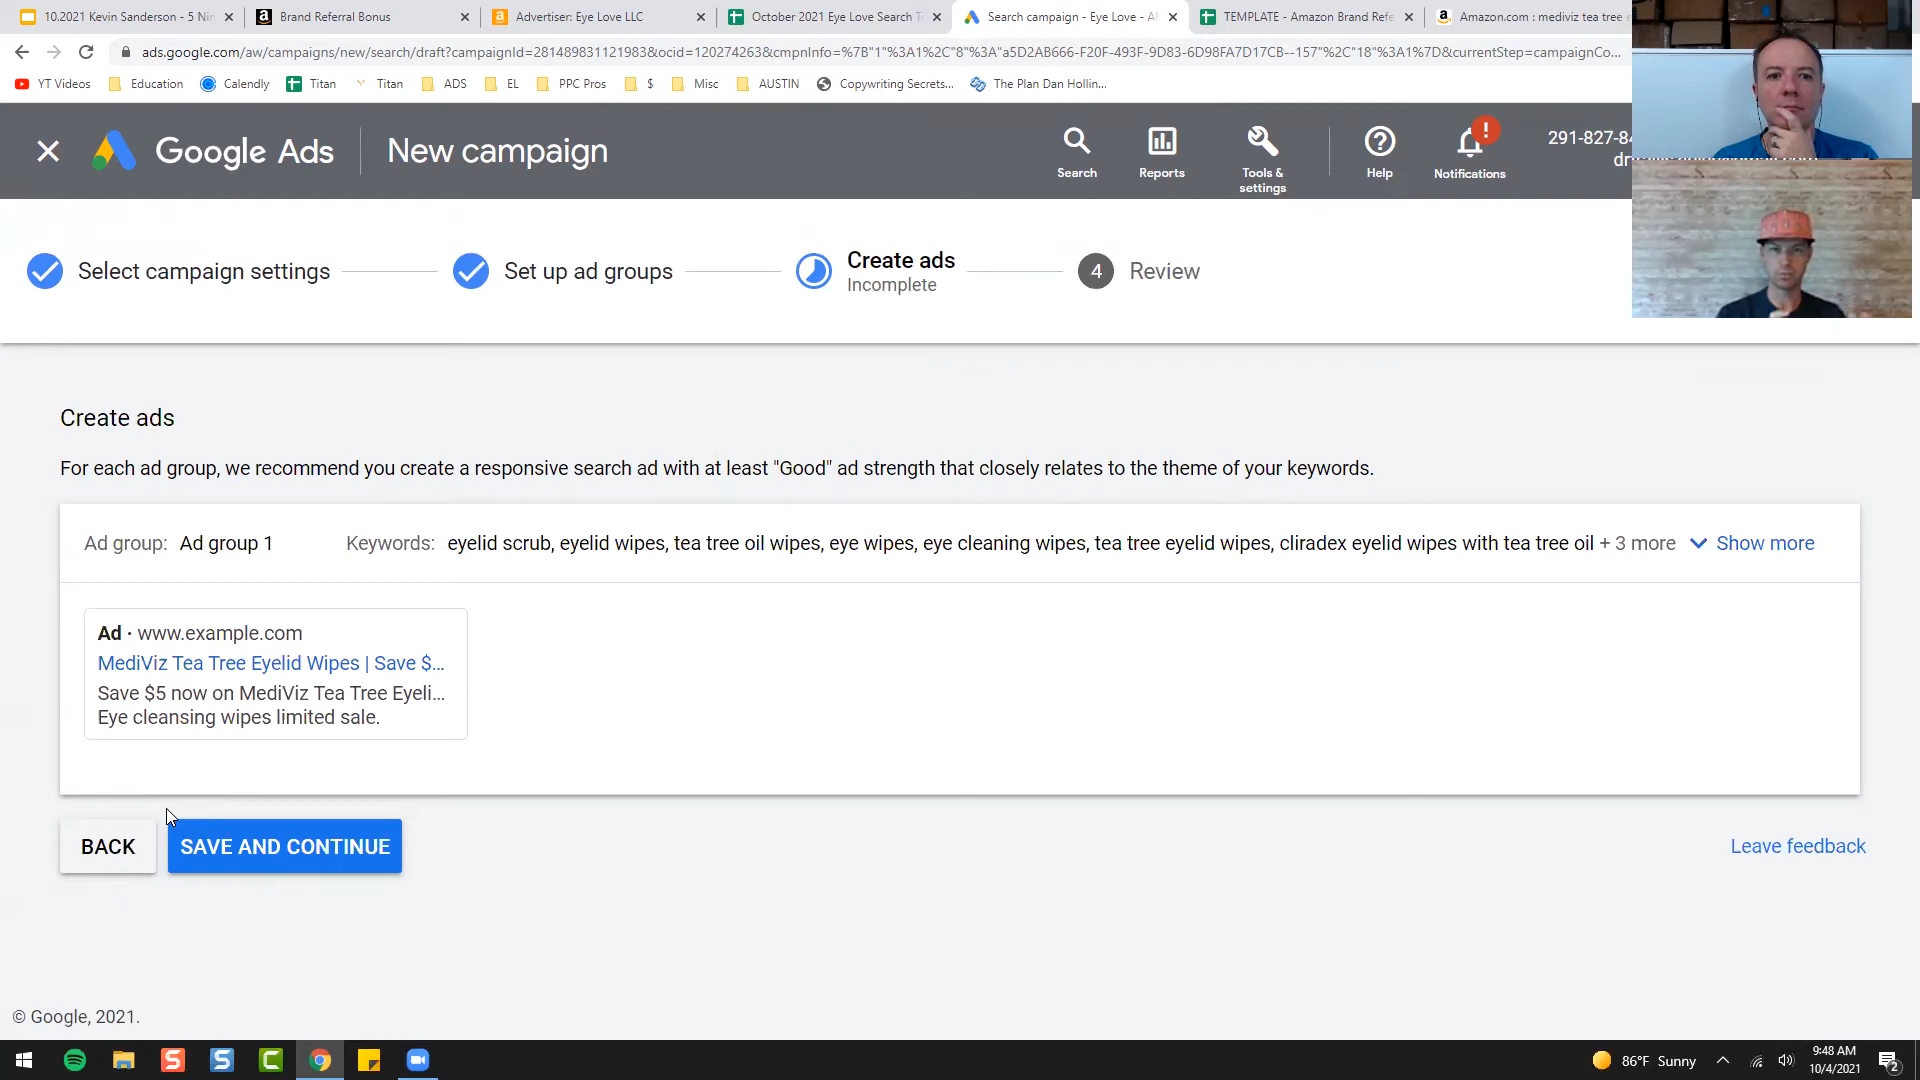 10.2021 Kevin Sanderson - 5 Nin
Brand Referral Bonus
Advertiser: Eye Love LLC
October 2021 Eye Love Search T
Search campaign - Eye Love - A
TEMPLATE - Amazon Brand Refe
Amazon.com : mediviz tea tree e
ads.google.com/aw/campaigns/new/search/draft?campaignId=281489831121983&ocid=120274263&cmpnInfo=%7B"1"%3A1%2C"8"%3A"a5D2AB666-F20F-493F-9D83-6D98FA7D17CB--157"%2C"18"%3A1%7D&currentStep=campaignCo...
YT Videos
Education
Calendly
Titan
Titan
ADS
EL
PPC Pros
$
Misc
AUSTIN
Copywriting Secrets...
The Plan Dan Hollin...
Google Ads
New campaign
Search
Reports
Tools &
settings
Help
!
Notifications
291-827-84
Select campaign settings
Set up ad groups
Create ads
Incomplete
4
Review
Create ads
For each ad group, we recommend you create a responsive search ad with at least "Good" ad strength that closely relates to the theme of your keywords.
Ad group: Ad group 1
Keywords: eyelid scrub, eyelid wipes, tea tree oil wipes, eye wipes, eye cleaning wipes, tea tree eyelid wipes, cliradex eyelid wipes with tea tree oil + 3 more
Show more
Ad · www.example.com
MediViz Tea Tree Eyelid Wipes | Save $...
Save $5 now on MediViz Tea Tree Eyeli...
Eye cleansing wipes limited sale.
BACK
SAVE AND CONTINUE
Leave feedback
© Google, 2021.
86°F Sunny
9:48 AM
10/4/2021
2